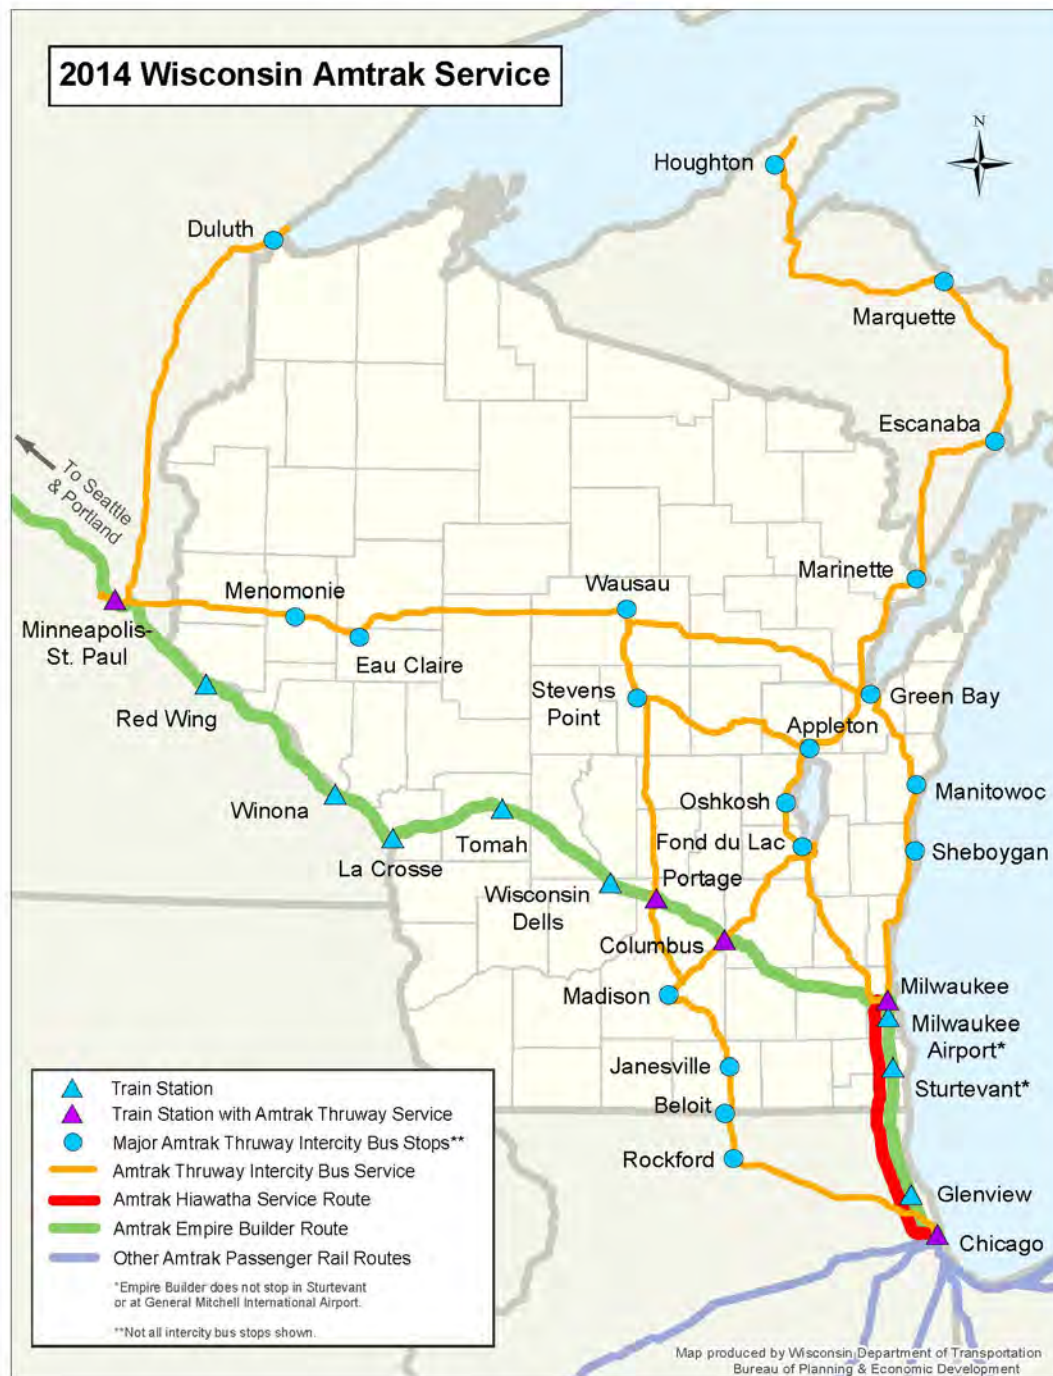 2014 Wisconsin Amtrak Service
N
Houghton
Duluth
Marquette
Escanaba
To Seattle
& Portland
Marinette
Menomonie
Wausau
Minneapolis-
St. Paul
Eau Claire
Red Wing
Stevens
Point
Green Bay
Appleton
Manitowoc
Winona
Oshkosh
Tomah
Fond du Lac
Sheboygan
La Crosse
Portage
Wisconsin
Dells
Columbus
Madison
Milwaukee
Milwaukee
Airport*
Janesville
Sturtevant*
Beloit
Rockford
Glenview
Chicago
Train Station
Train Station with Amtrak Thruway Service
Major Amtrak Thruway Intercity Bus Stops**
Amtrak Thruway Intercity Bus Service
Amtrak Hiawatha Service Route
Amtrak Empire Builder Route
Other Amtrak Passenger Rail Routes
*Empire Builder does not stop in Sturtevant
or at General Mitchell International Airport.
**Not all intercity bus stops shown.
Map produced by Wisconsin Department of Transportation
Bureau of Planning & Economic Development